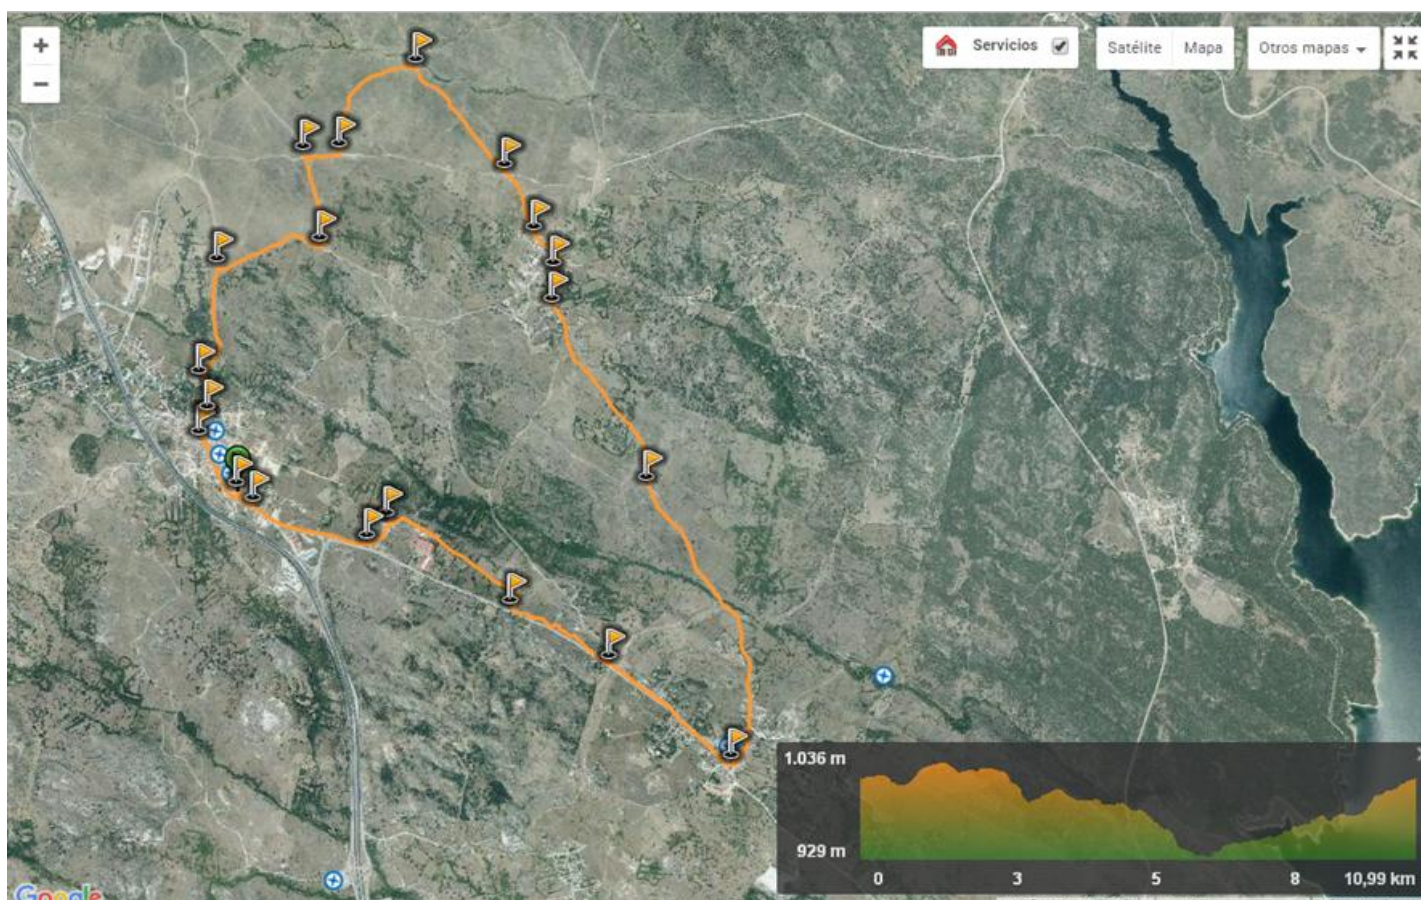 +
Servicios
Satélite Mapa
Otros mapas
−
1.036 m
929 m
0 3 5 8 10,99 km
Google